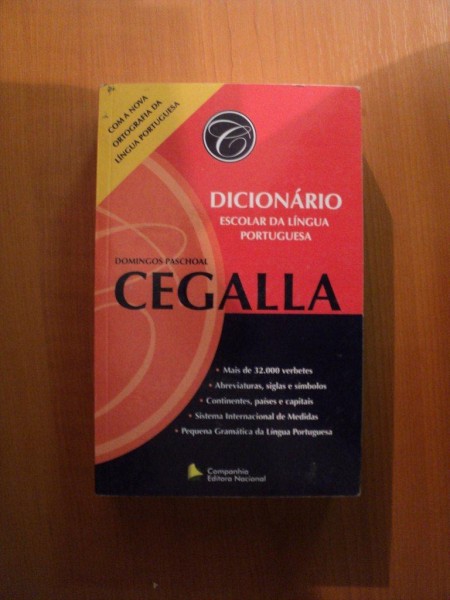 COM A NOVA
ORTOGRAFIA DA
LÍNGUA PORTUGUESA
C
DICIONÁRIO
ESCOLAR DA LÍNGUA
PORTUGUESA
DOMINGOS PASCHOAL
CEGALLA
• Mais de 32.000 verbetes
• Abreviaturas, siglas e símbolos
• Continentes, países e capitais
• Sistema Internacional de Medidas
• Pequena Gramática da Língua Portuguesa
Companhia
Editora Nacional